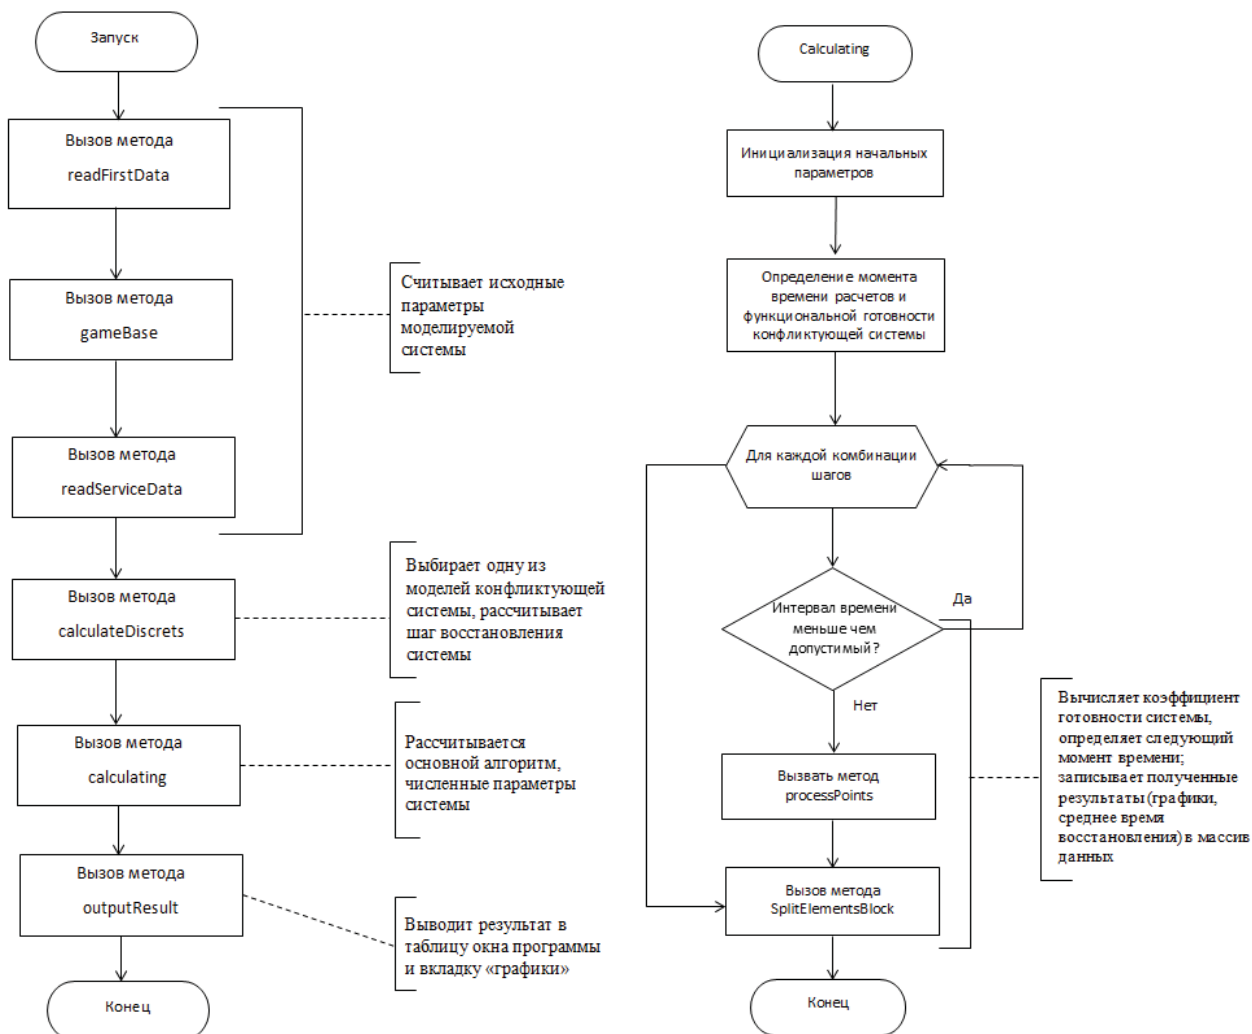 Запуск
Вызов метода
readFirstData
Вызов метода
gameBase
Вызов метода
readServiceData
Вызов метода
calculateDiscrets
Вызов метода
calculating
Вызов метода
outputResult
Конец
Считывает исходные
параметры
моделируемой
системы
Выбирает одну из
моделей конфликтующей
системы, рассчитывает
шаг восстановления
системы
Рассчитывается
основной алгоритм,
численные параметры
системы
Выводит результат в
таблицу окна программы
и вкладку «графики»
Calculating
Инициализация начальных
параметров
Определение момента
времени расчетов и
функциональной готовности
конфликтующей системы
Для каждой комбинации
шагов
Интервал времени
меньше чем
допустимый?
Да
Нет
Вызвать метод
processPoints
Вызов метода
SplitElementsBlock
Конец
Вычисляет коэффициент
готовности системы,
определяет следующий
момент времени;
записывает полученные
результаты (графики,
среднее время
восстановления) в массив
данных